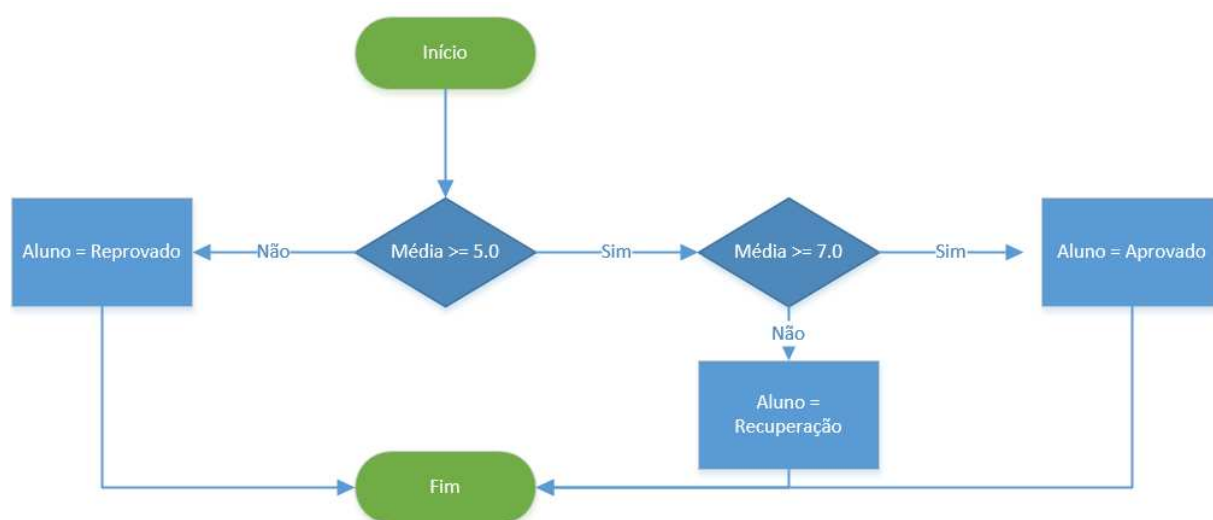 Início
Aluno = Reprovado
Não
Média >= 5.0
Sim
Média >= 7.0
Sim
Aluno = Aprovado
Não
Aluno =
Recuperação
Fim